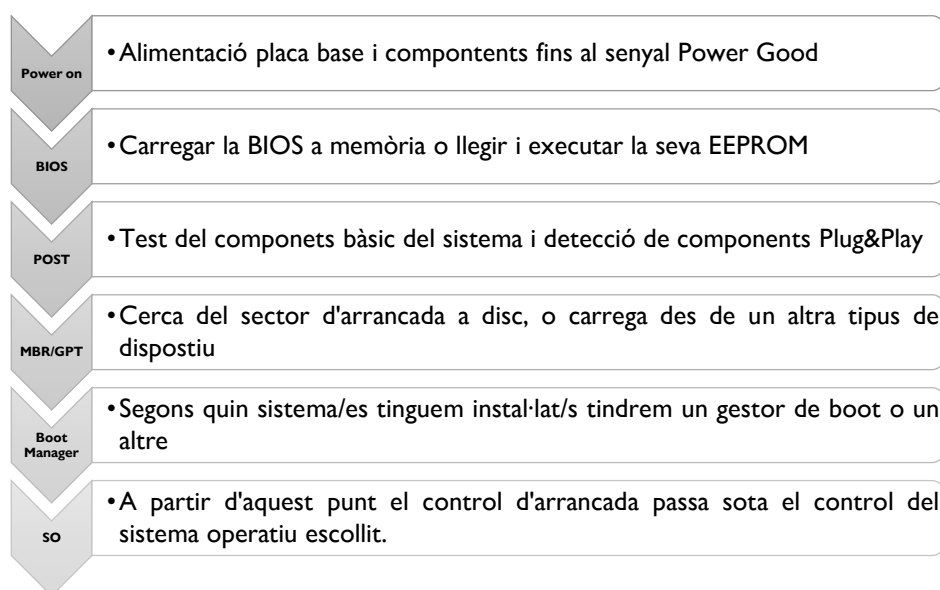 Power on
•Alimentació placa base i compontents fins al senyal Power Good
BIOS
•Carregar la BIOS a memòria o llegir i executar la seva EEPROM
POST
•Test del componets bàsic del sistema i detecció de components Plug&Play
MBR/GPT
•Cerca del sector d'arrancada a disc, o carrega des de un altra tipus de
dispostiu
Boot
Manager
•Segons quin sistema/es tinguem instal·lat/s tindrem un gestor de boot o un
altre
SO
•A partir d'aquest punt el control d'arrancada passa sota el control del
sistema operatiu escollit.